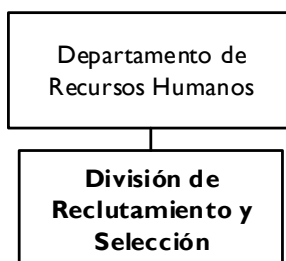 Departamento de
Recursos Humanos
División de
Reclutamiento y
Selección